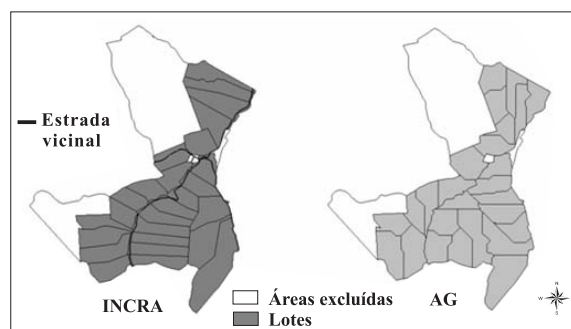 Estrada
vicinal
INCRA
Áreas excluídas
Lotes
AG
N
W
E
S